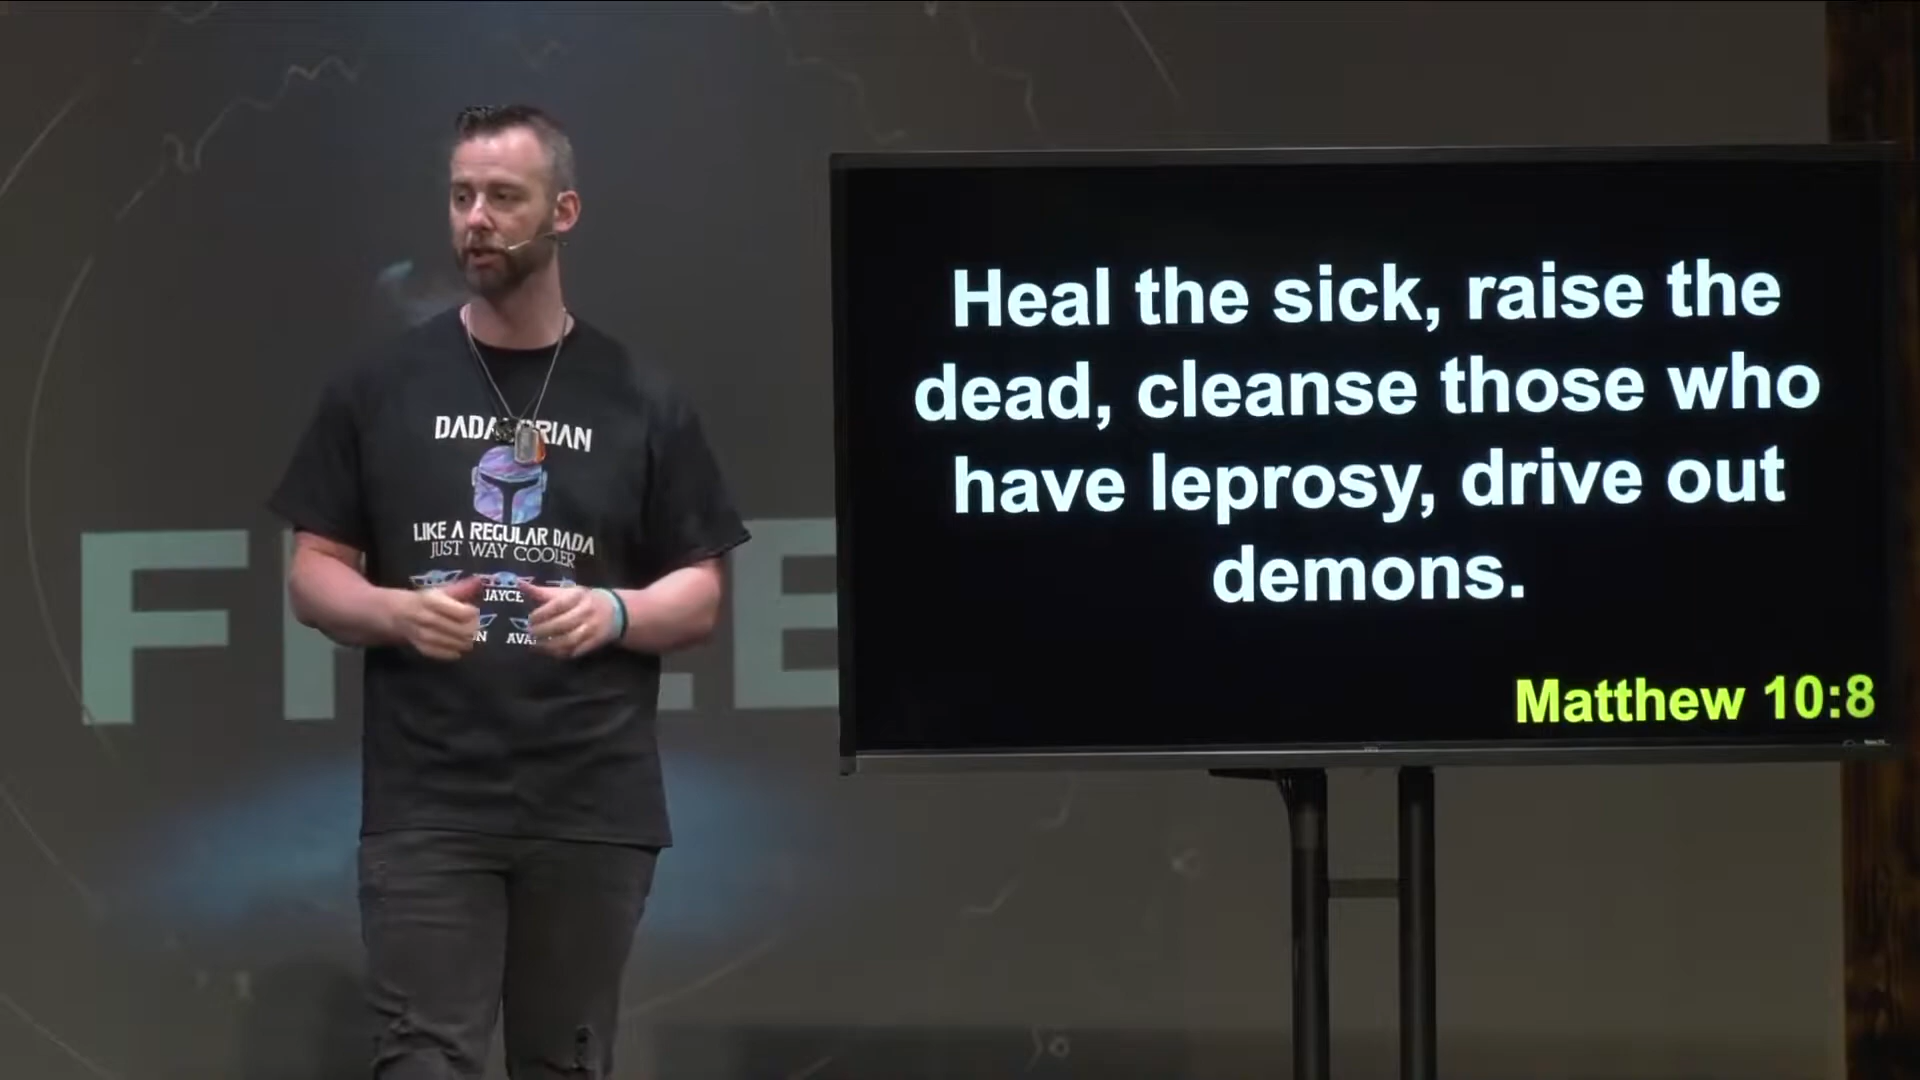 DADALORIAN
LIKE A REGULAR DADA
JUST WAY COOLER
JAYCE
Heal the sick, raise the
dead, cleanse those who
have leprosy, drive out
demons.
Matthew 10:8